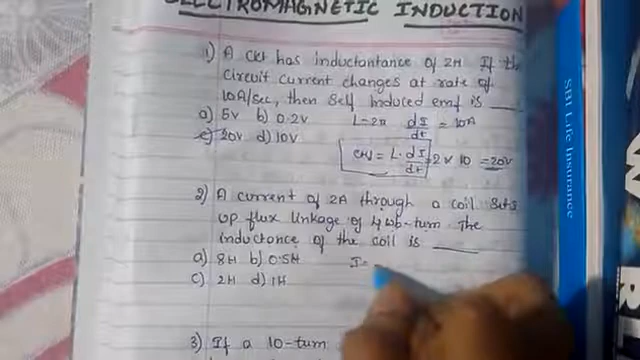 ELECTROMAGNETIC INDUCTION
1) A ckt has inductontance of 2H If the
circuit current changes at rate of
10A/sec, then self induced emf is ____
a) 5V b) 0.2V L=2H dI/dt = 10A
c) 20V d) 10V
emf = L. dI/dt = 2 x 10 = 20V
2) A current of 2A through a coil sets
up flux linkage of 4 wb-turn. The
inductance of the coil is ____
a) 8H b) 0.5H I=
c) 2H d) 1H
3) If a 10-turn
SBI Life Insurance